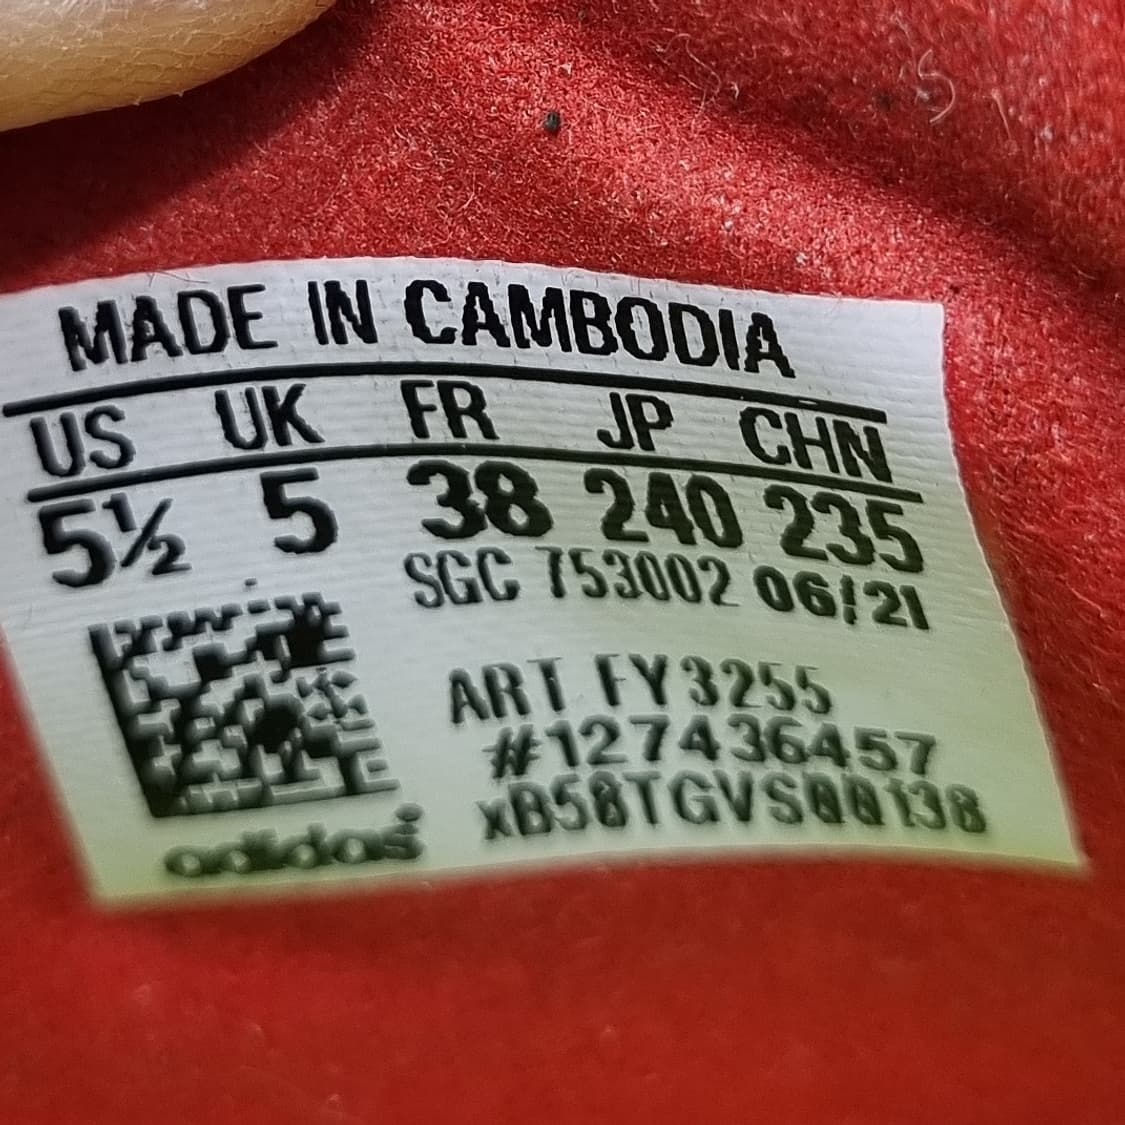 MADE IN CAMBODIA
US UK FR JP CHN
5½ 5 38 240 235
SGC 753002 06/21
ART FY3255
#127436457
xB58TGVS00138
adidas